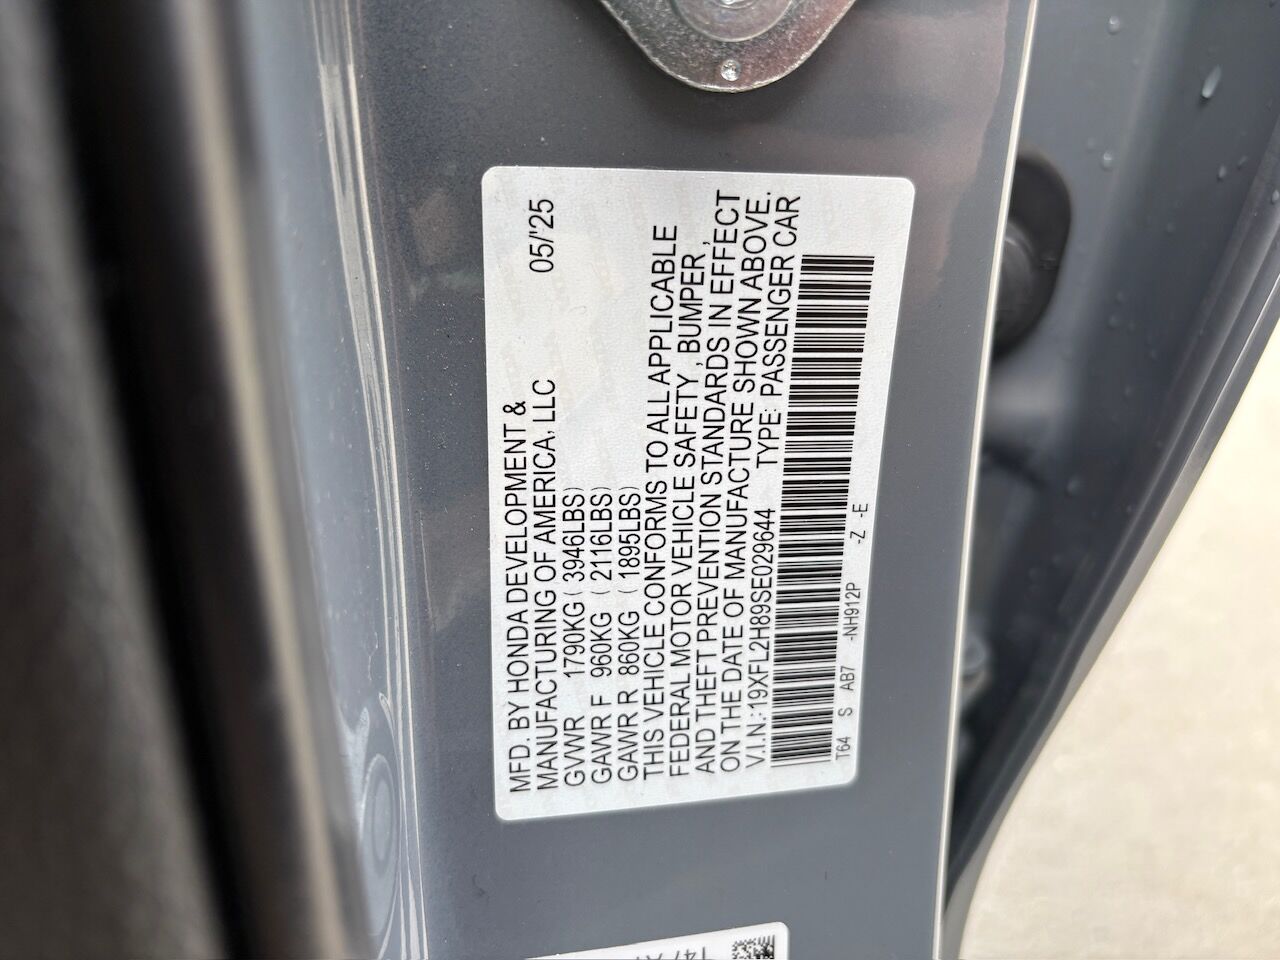 MFD. BY HONDA DEVELOPMENT &
MANUFACTURING OF AMERICA, LLC 05/'25
GVWR 1790KG ( 3946LBS)
GAWR F 960KG ( 2116LBS)
GAWR R 860KG ( 1895LBS)
THIS VEHICLE CONFORMS TO ALL APPLICABLE
FEDERAL MOTOR VEHICLE SAFETY , BUMPER ,
AND THEFT PREVENTION STANDARDS IN EFFECT
ON THE DATE OF MANUFACTURE SHOWN ABOVE.
V.I.N.:19XFL2H89SE029644 TYPE: PASSENGER CAR
T64 S AB7 -NH912P -Z -E